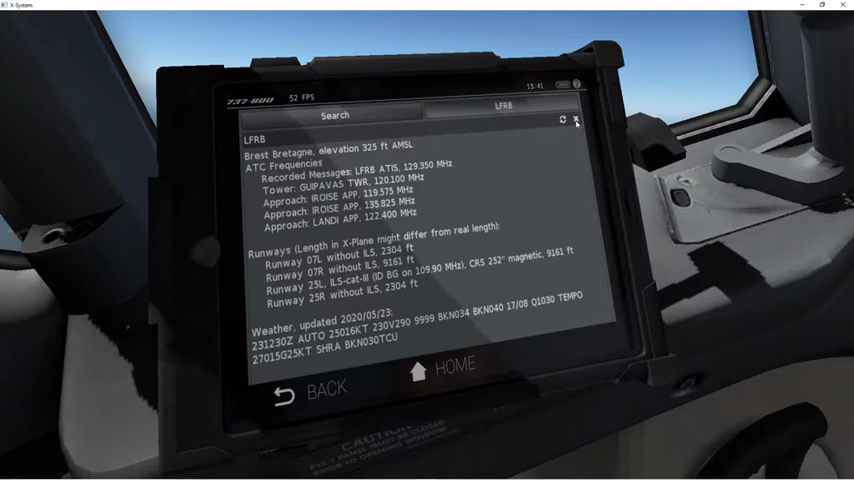 X-System
737-800 52 FPS 13:41
Search LFRB
LFRB
Brest Bretagne, elevation 325 ft AMSL
ATC Frequencies
Recorded Messages: LFRB ATIS, 129.350 MHz
Tower: GUIPAVAS TWR, 120.100 MHz
Approach: IROISE APP, 119.575 MHz
Approach: IROISE APP, 135.825 MHz
Approach: LANDI APP, 122.400 MHz
Runways (Length in X-Plane might differ from real length):
Runway 07L without ILS, 2304 ft
Runway 07R without ILS, 9161 ft
Runway 25L, ILS-cat-III (ID BG on 109.90 MHz), CRS 252° magnetic, 9161 ft
Runway 25R without ILS, 2304 ft
Weather, updated 2020/05/23:
231230Z AUTO 25016KT 230V290 9999 BKN034 BKN040 17/08 Q1030 TEMPO
27015G25KT SHRA BKN030TCU
BACK HOME
CAUTION
PRIOR TO OPENING WINDOW